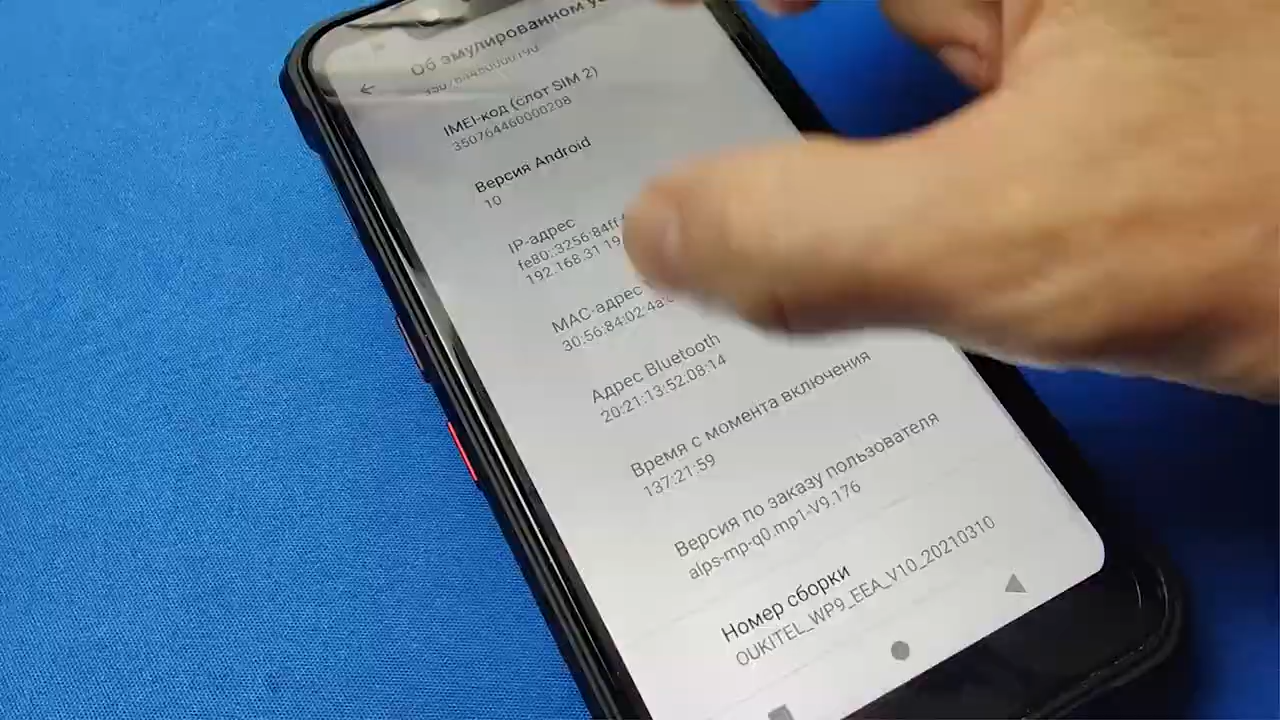 Об эмулированном
IMEI-код (слот SIM 2)
350764460000208
Версия Android
10
IP-адрес
fe80::3256:84ff
192.168.31.19
MAC-адрес
30:56:84:02:4a:
Адрес Bluetooth
20:21:13:52:08:14
Время с момента включения
137:21:59
Версия по заказу пользователя
alps-mp-q0.mp1-V9.176
Номер сборки
OUKITEL_WP9_EEA_V10_20210310